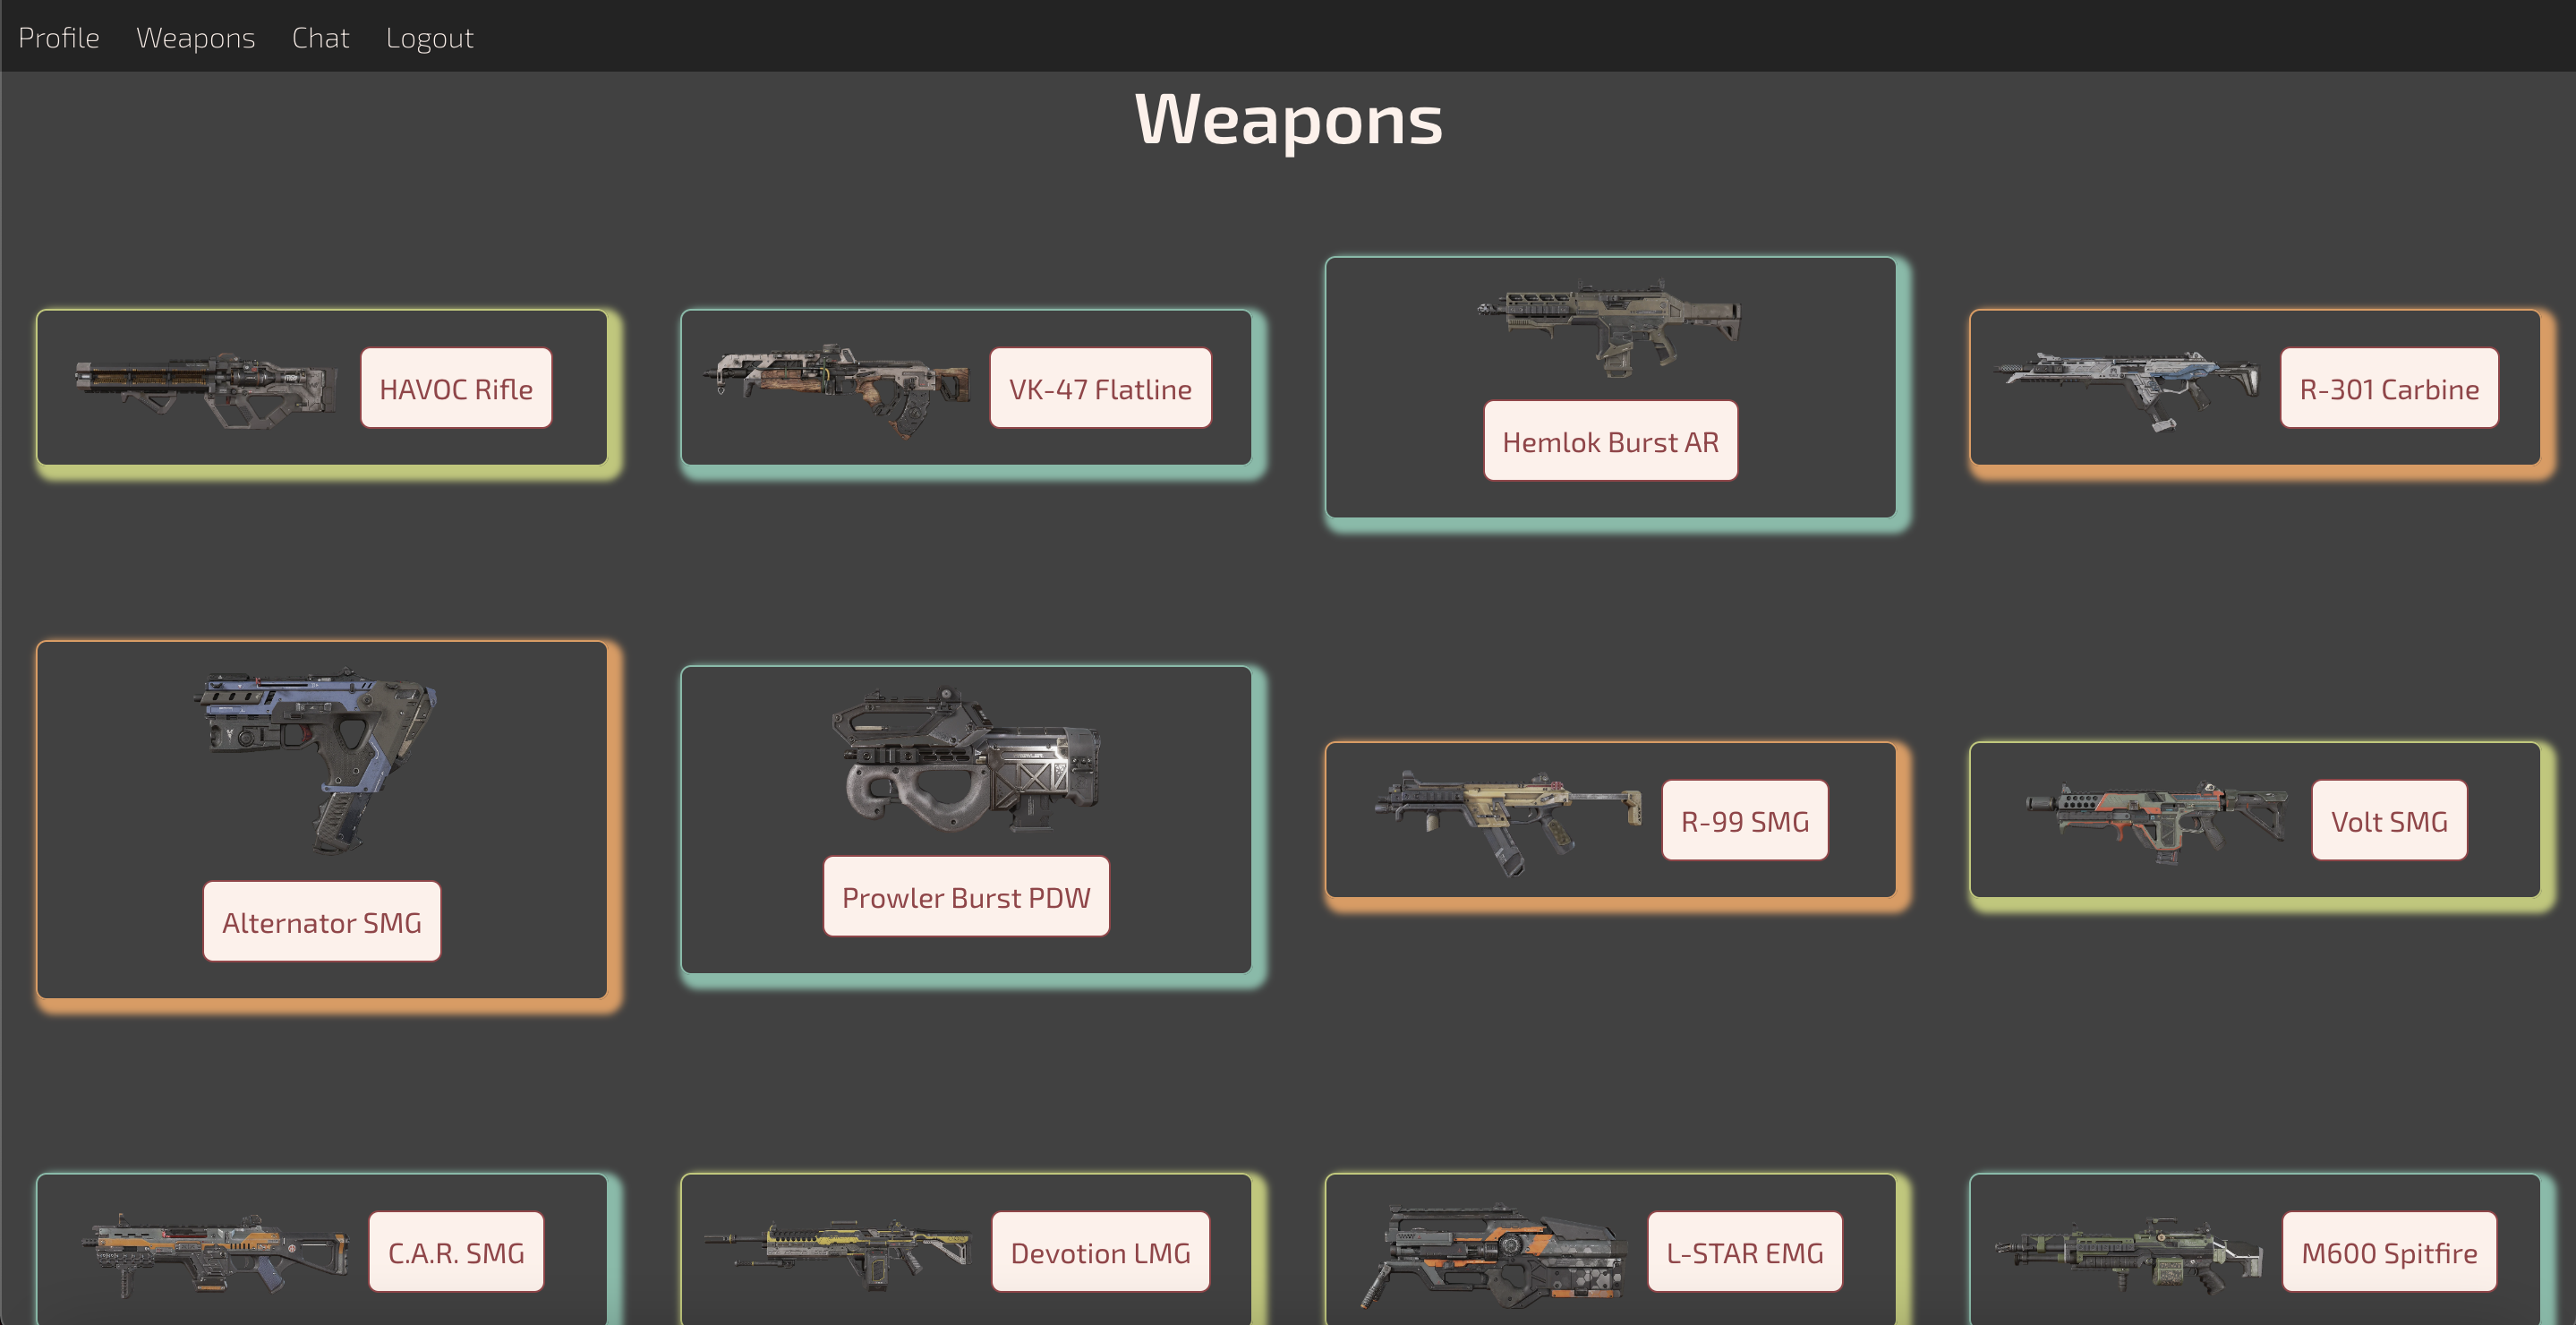 Profile Weapons Chat Logout
Weapons
HAVOC Rifle
VK-47 Flatline
Hemlok Burst AR
R-301 Carbine
Alternator SMG
Prowler Burst PDW
R-99 SMG
Volt SMG
C.A.R. SMG
Devotion LMG
L-STAR EMG
M600 Spitfire